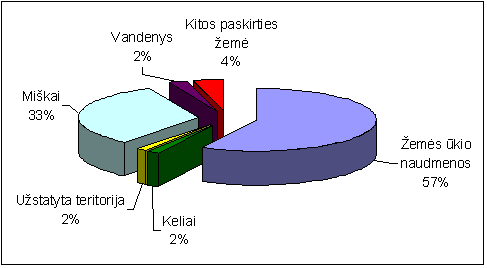 Kitos paskirties
žemė
4%
Vandenys
2%
Miškai
33%
Žemės ūkio
naudmenos
57%
Užstatyta teritorija
2%
Keliai
2%